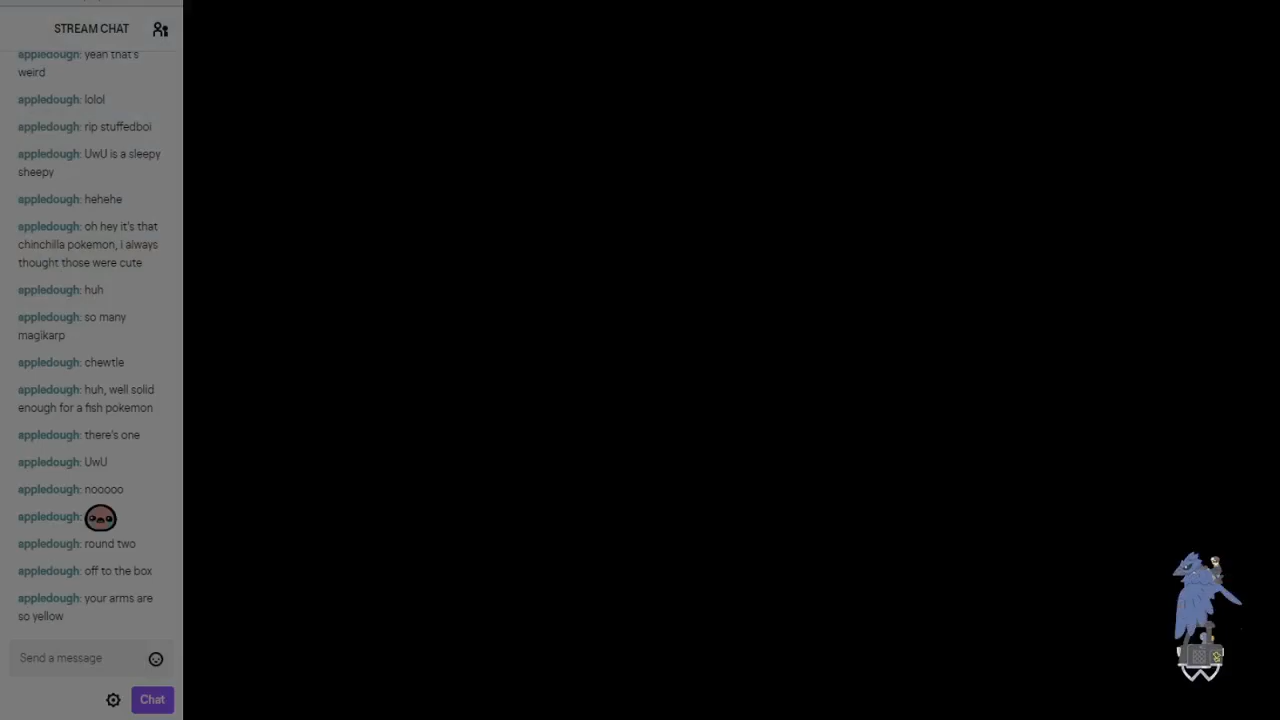 STREAM CHAT
appledough: yeah that's
weird
appledough: lolol
appledough: rip stuffedboi
appledough: UwU is a sleepy
sheepy
appledough: hehehe
appledough: oh hey it's that
chinchilla pokemon, i always
thought those were cute
appledough: huh
appledough: so many
magikarp
appledough: chewtle
appledough: huh, well solid
enough for a fish pokemon
appledough: there's one
appledough: UwU
appledough: nooooo
appledough:
appledough: round two
appledough: off to the box
appledough: your arms are
so yellow
Send a message
Chat